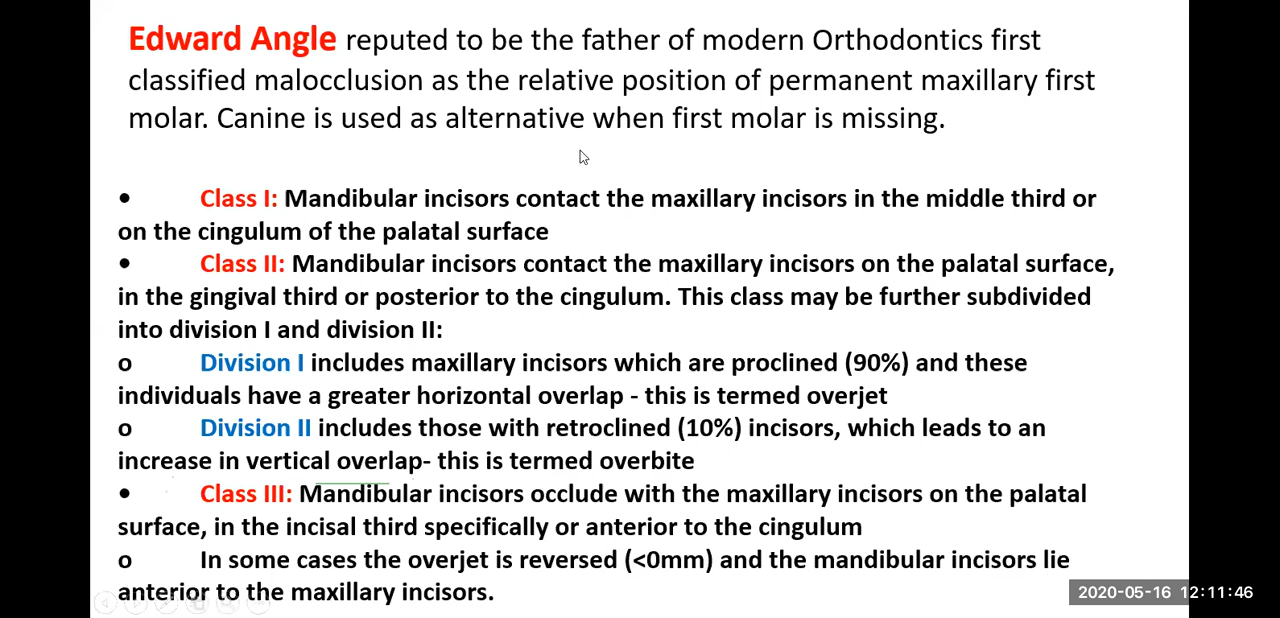 Edward Angle reputed to be the father of modern Orthodontics first
classified malocclusion as the relative position of permanent maxillary first
molar. Canine is used as alternative when first molar is missing.
• Class I: Mandibular incisors contact the maxillary incisors in the middle third or
on the cingulum of the palatal surface
• Class II: Mandibular incisors contact the maxillary incisors on the palatal surface,
in the gingival third or posterior to the cingulum. This class may be further subdivided
into division I and division II:
o Division I includes maxillary incisors which are proclined (90%) and these
individuals have a greater horizontal overlap - this is termed overjet
o Division II includes those with retroclined (10%) incisors, which leads to an
increase in vertical overlap- this is termed overbite
• Class III: Mandibular incisors occlude with the maxillary incisors on the palatal
surface, in the incisal third specifically or anterior to the cingulum
o In some cases the overjet is reversed (<0mm) and the mandibular incisors lie
anterior to the maxillary incisors.
2020-05-16 12:11:46